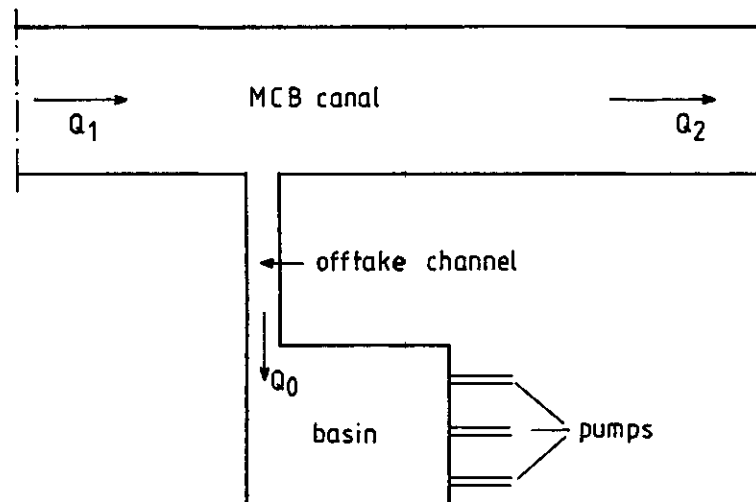 MCB canal
Q1
Q2
offtake channel
Q0
basin
pumps